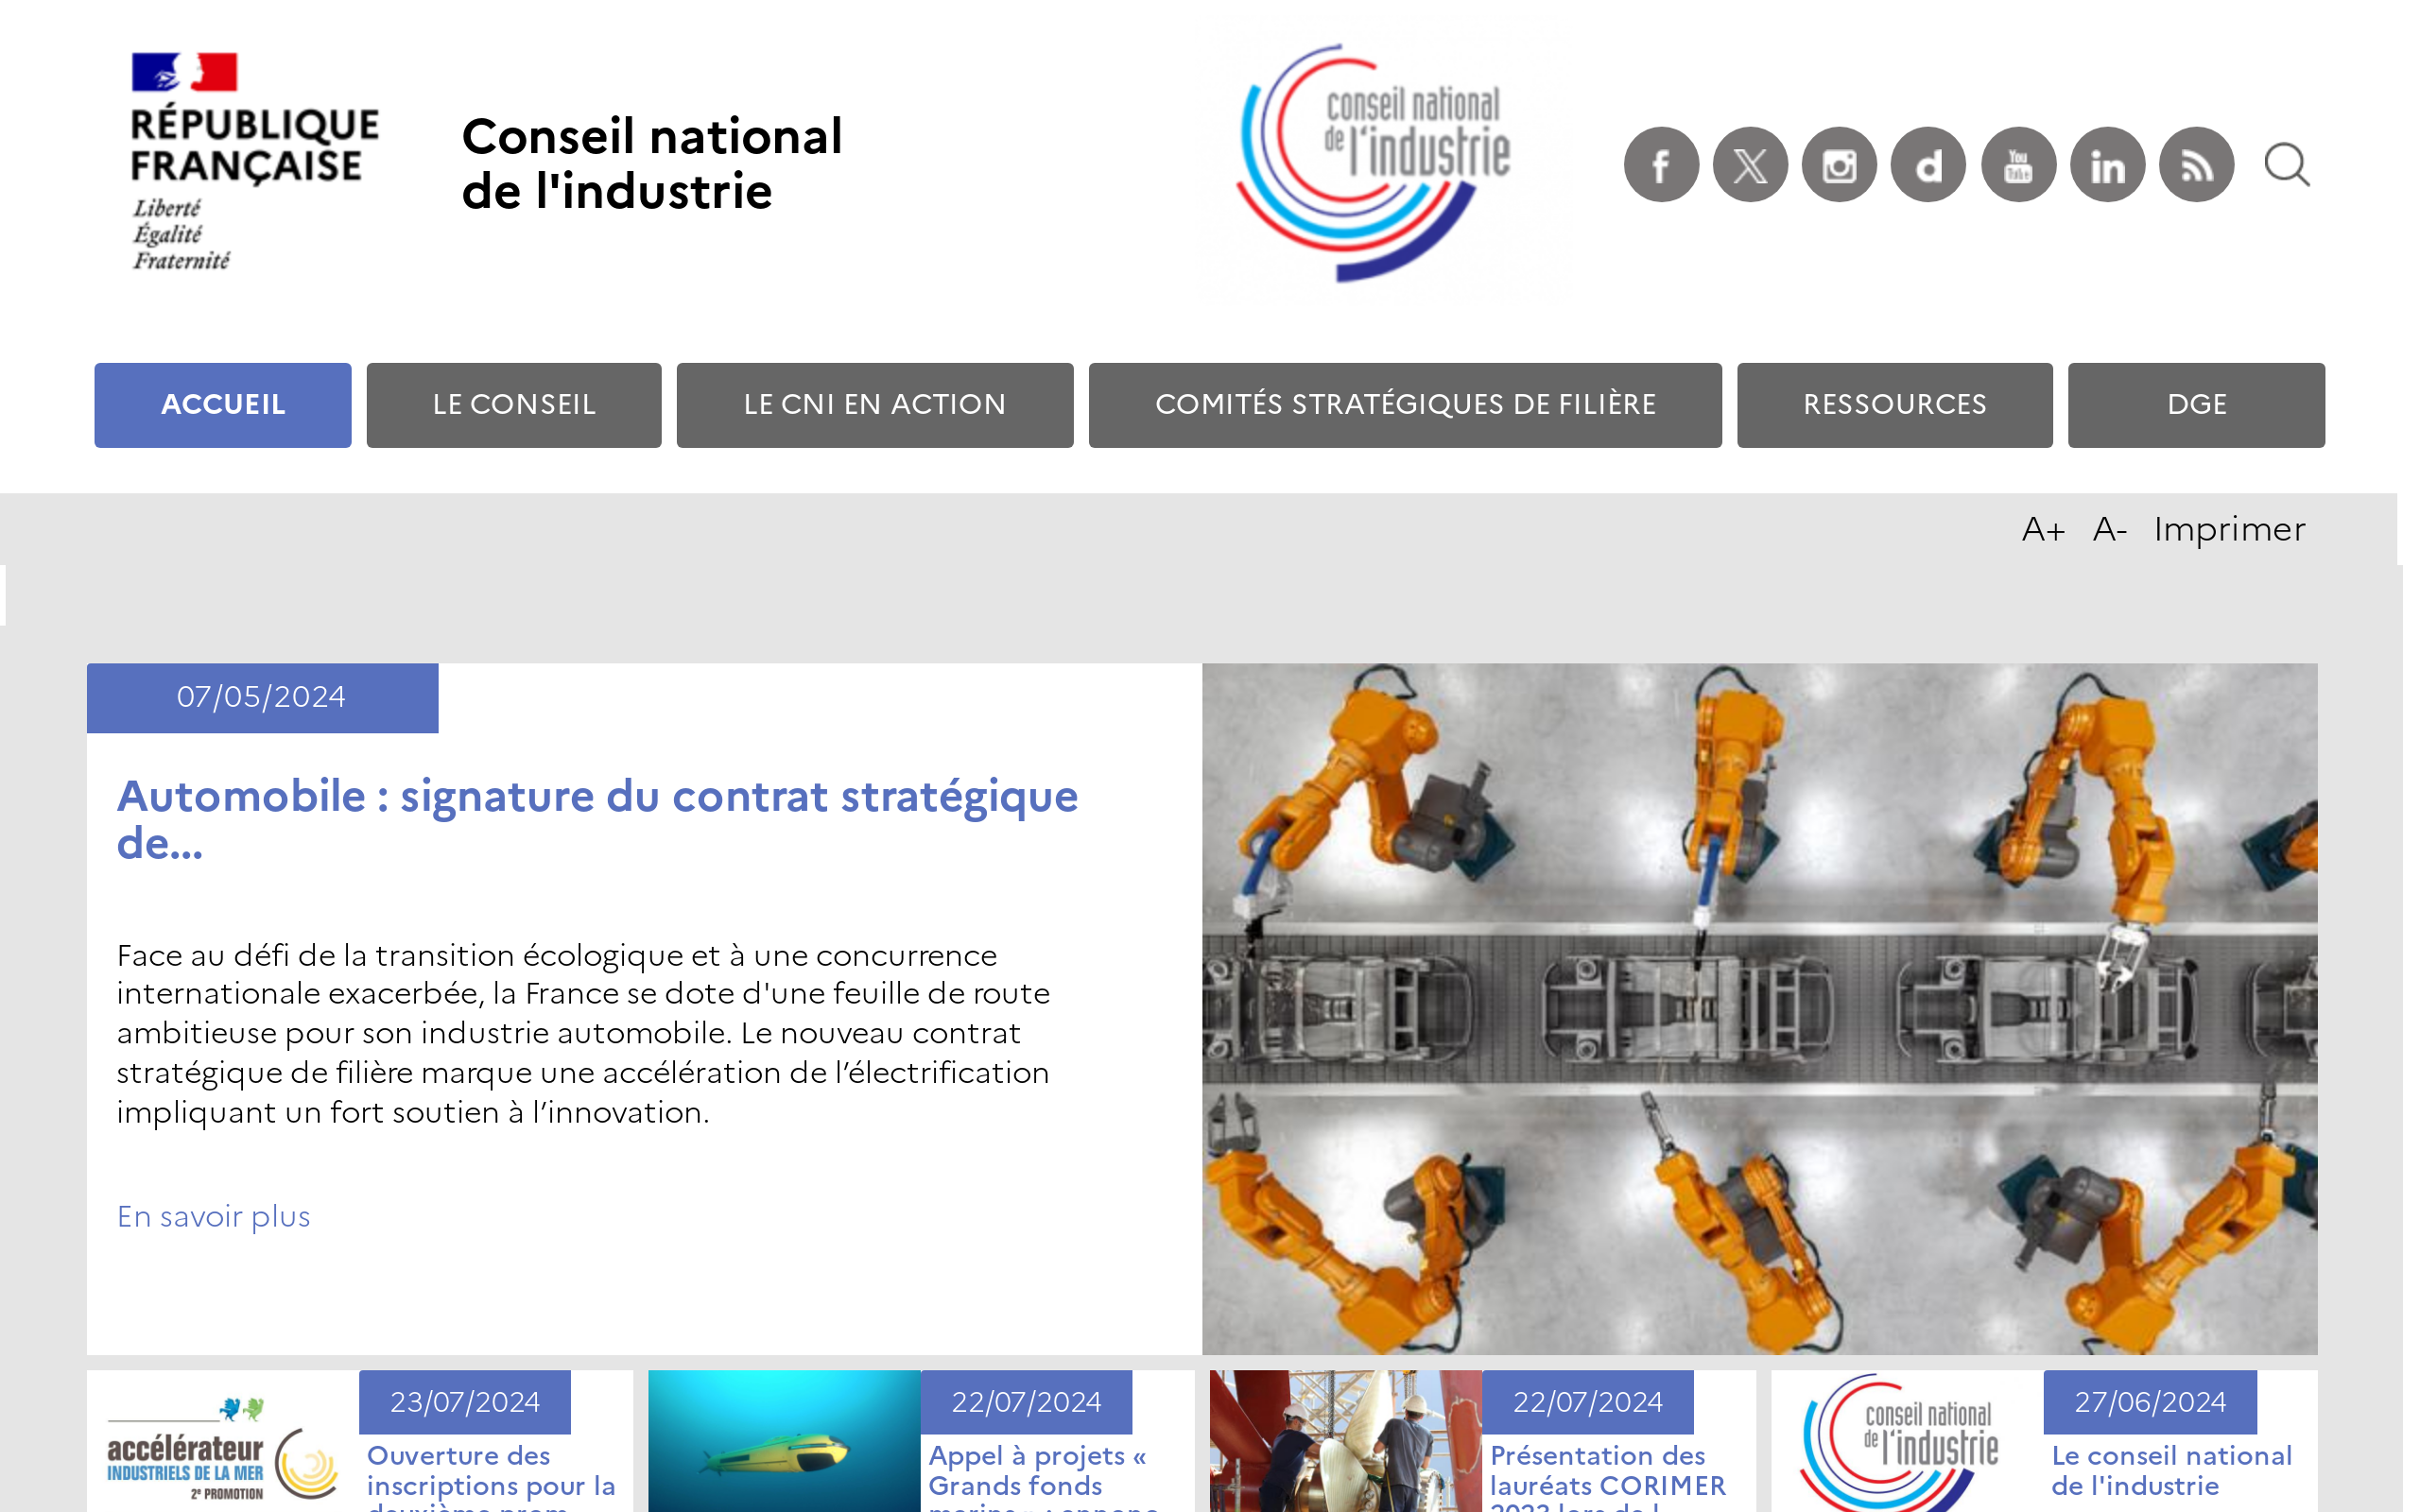 RÉPUBLIQUE
FRANÇAISE
Liberté
Égalité
Fraternité
Conseil national
de l'industrie
conseil national
de l'industrie
ACCUEIL
LE CONSEIL
LE CNI EN ACTION
COMITÉS STRATÉGIQUES DE FILIÈRE
RESSOURCES
DGE
A+ A- Imprimer
07/05/2024
Automobile : signature du contrat stratégique
de...
Face au défi de la transition écologique et à une concurrence
internationale exacerbée, la France se dote d'une feuille de route
ambitieuse pour son industrie automobile. Le nouveau contrat
stratégique de filière marque une accélération de l’électrification
impliquant un fort soutien à l’innovation.
En savoir plus
accélérateur
INDUSTRIELS DE LA MER
2e PROMOTION
23/07/2024
Ouverture des
inscriptions pour la
22/07/2024
Appel à projets «
Grands fonds
22/07/2024
Présentation des
lauréats CORIMER
conseil national
de l'industrie
27/06/2024
Le conseil national
de l'industrie